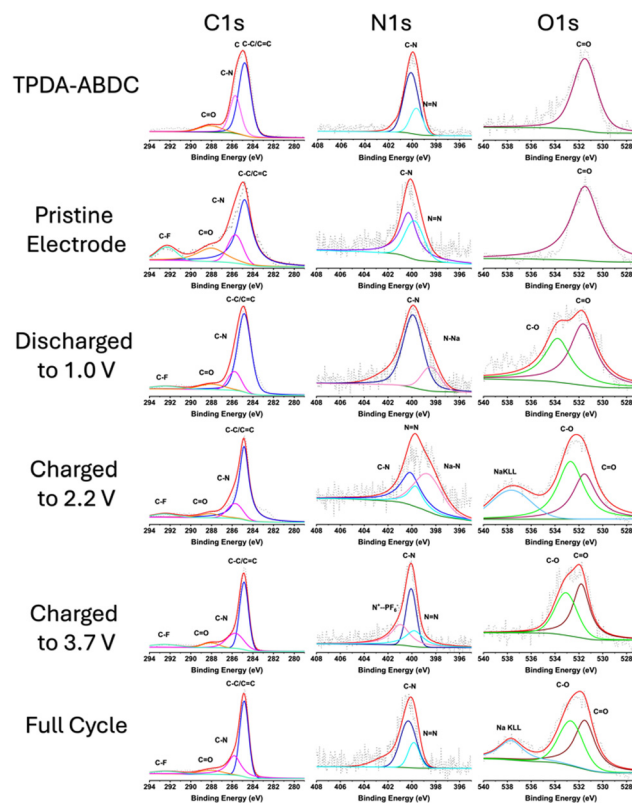 C1s N1s O1s
TPDA-ABDC
C C-C/C=C
C-N
C=O
294 292 290 288 286 284 282 280
Binding Energy (eV)
C-N
N=N
408 406 404 402 400 398 396
Binding Energy (eV)
C=O
540 538 536 534 532 530 528
Binding Energy (eV)
Pristine
Electrode
C-C/C=C
C-N
C-F
C=O
294 292 290 288 286 284 282 280
Binding Energy (eV)
C-N
N=N
408 406 404 402 400 398 396
Binding Energy (eV)
C=O
540 538 536 534 532 530 528
Binding Energy (eV)
Discharged
to 1.0 V
C-C/C=C
C-N
C-F
C=O
294 292 290 288 286 284 282 280
Binding Energy (eV)
C-N
N-Na
408 406 404 402 400 398 396
Binding Energy (eV)
C=O
C-O
540 538 536 534 532 530 528
Binding Energy (eV)
Charged
to 2.2 V
C-C/C=C
C-N
C-F
C=O
294 292 290 288 286 284 282 280
Binding Energy (eV)
N=N
C-N
Na-N
408 406 404 402 400 398 396
Binding Energy (eV)
C-O
NaKLL
C=O
540 538 536 534 532 530 528
Binding Energy (eV)
Charged
to 3.7 V
C-C/C=C
C-N
C-F
C=O
294 292 290 288 286 284 282 280
Binding Energy (eV)
C-N
N⁺--PF₆⁻
N=N
408 406 404 402 400 398 396
Binding Energy (eV)
C-O
C=O
540 538 536 534 532 530 528
Binding Energy (eV)
Full Cycle
C-C/C=C
C-N
C-F
C=O
294 292 290 288 286 284 282 280
Binding Energy (eV)
C-N
N=N
408 406 404 402 400 398 396
Binding Energy (eV)
C-O
C=O
Na KLL
540 538 536 534 532 530 528
Binding Energy (eV)